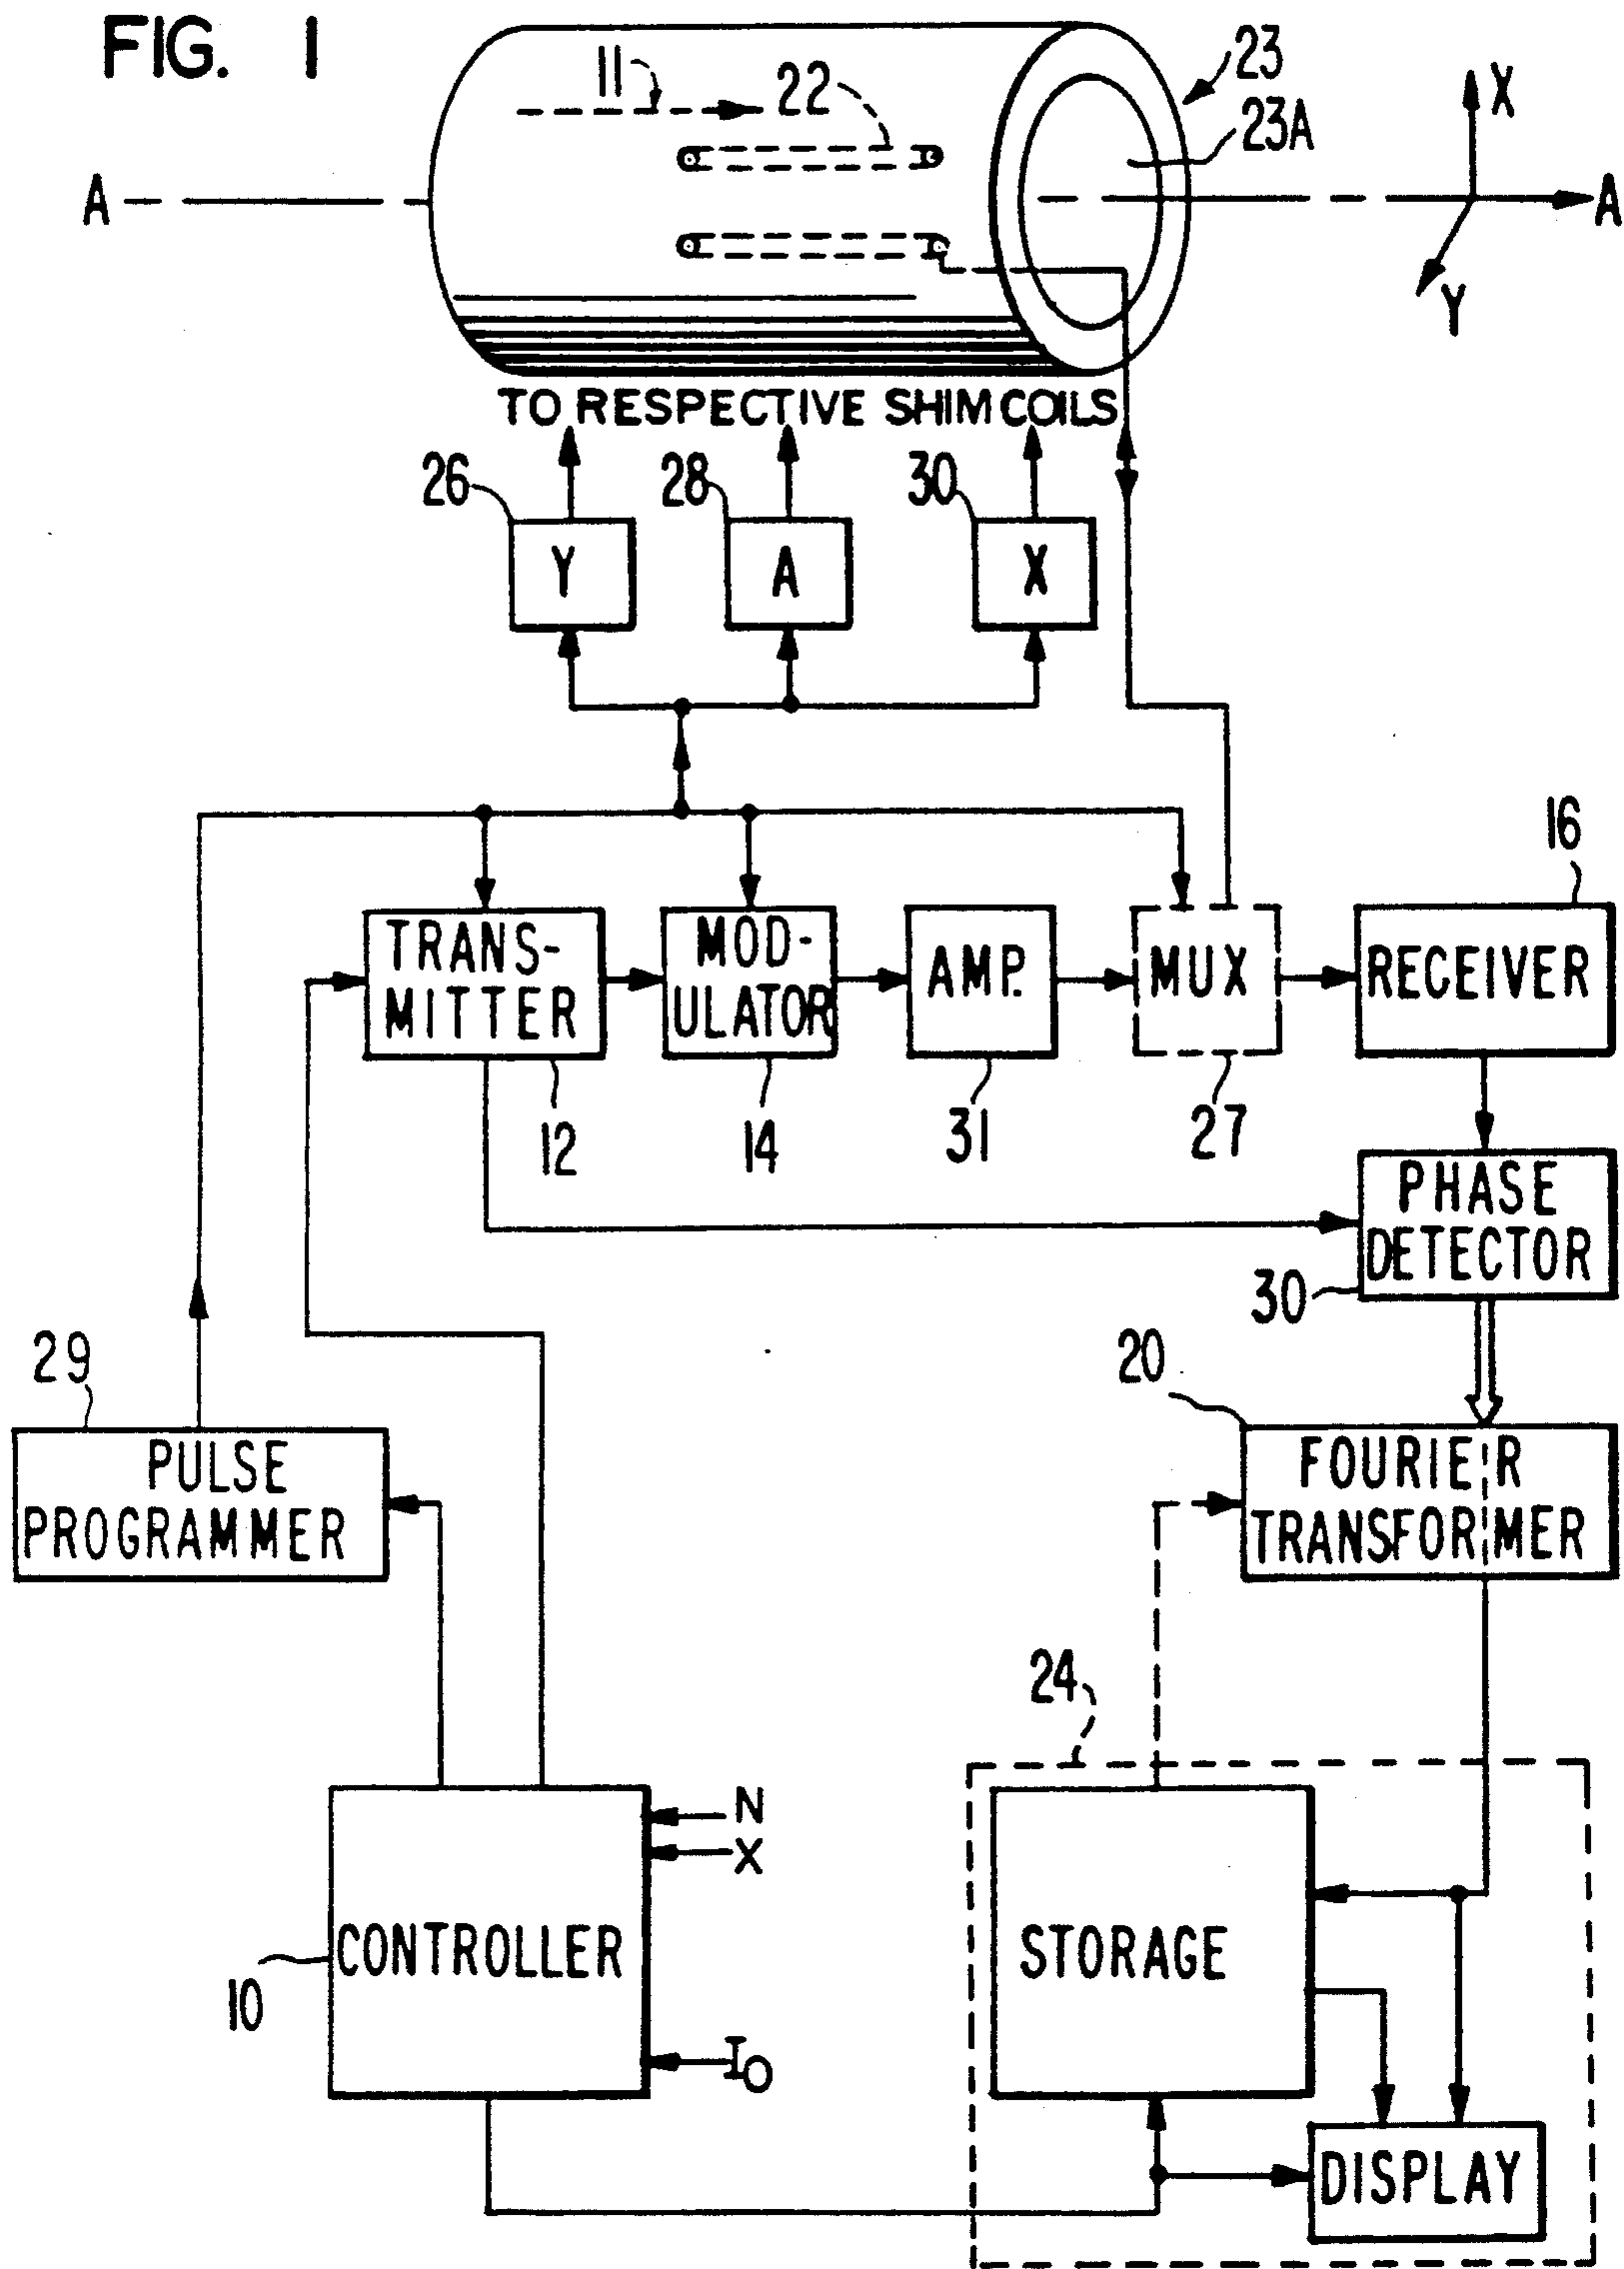 FIG. 1
11
22
23
23A
X
A
A
Y
TO RESPECTIVE SHIM COILS
26
28
30
Y
A
X
16
TRANS-
MITTER
MOD-
ULATOR
AMP.
MUX
RECEIVER
12
14
31
27
PHASE
DETECTOR
30
29
20
PULSE
PROGRAMMER
FOURIER
TRANSFORMER
24
N
X
CONTROLLER
STORAGE
10
IO
DISPLAY